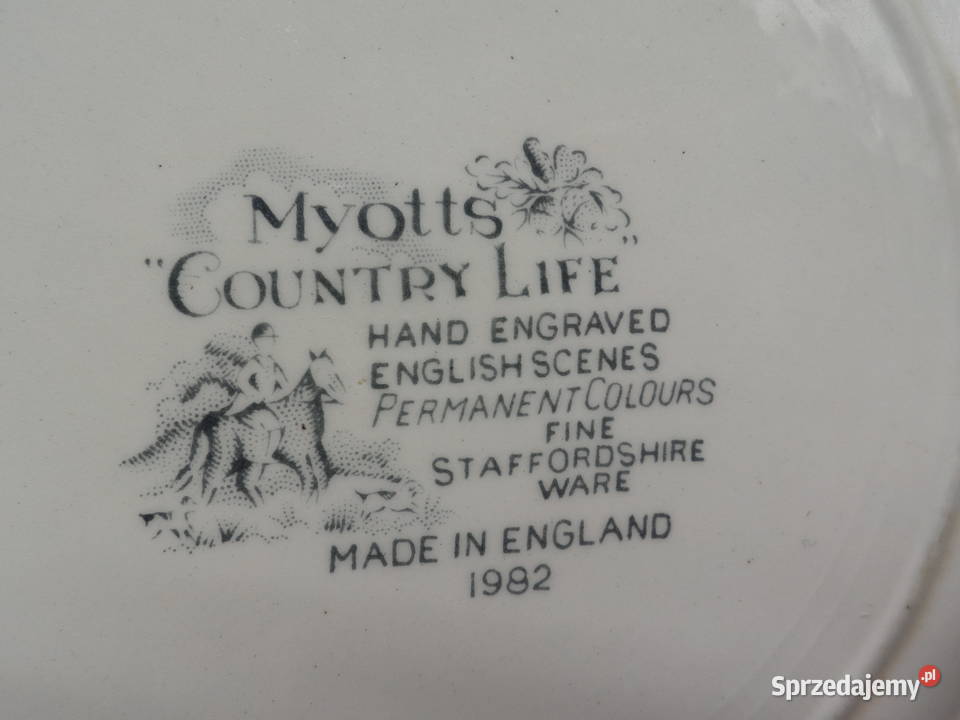 Myotts
"COUNTRY LIFE"
HAND ENGRAVED
ENGLISH SCENES
PERMANENT COLOURS
FINE
STAFFORDSHIRE
WARE
MADE IN ENGLAND
1982
Sprzedajemy.pl